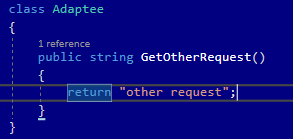 class Adaptee
{
1 reference
public string GetOtherRequest()
{
return "other request";
}
}